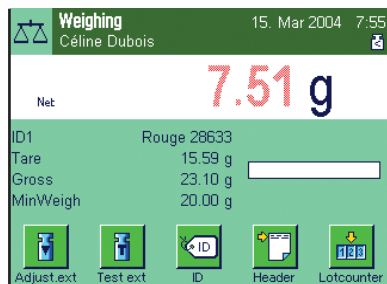 Weighing 15. Mar 2004 7:55
Céline Dubois
Net 7.51 g
ID1 Rouge 28633
Tare 15.59 g
Gross 23.10 g
MinWeigh 20.00 g
ID 123
Adjust.ext Test ext ID Header Lotcounter